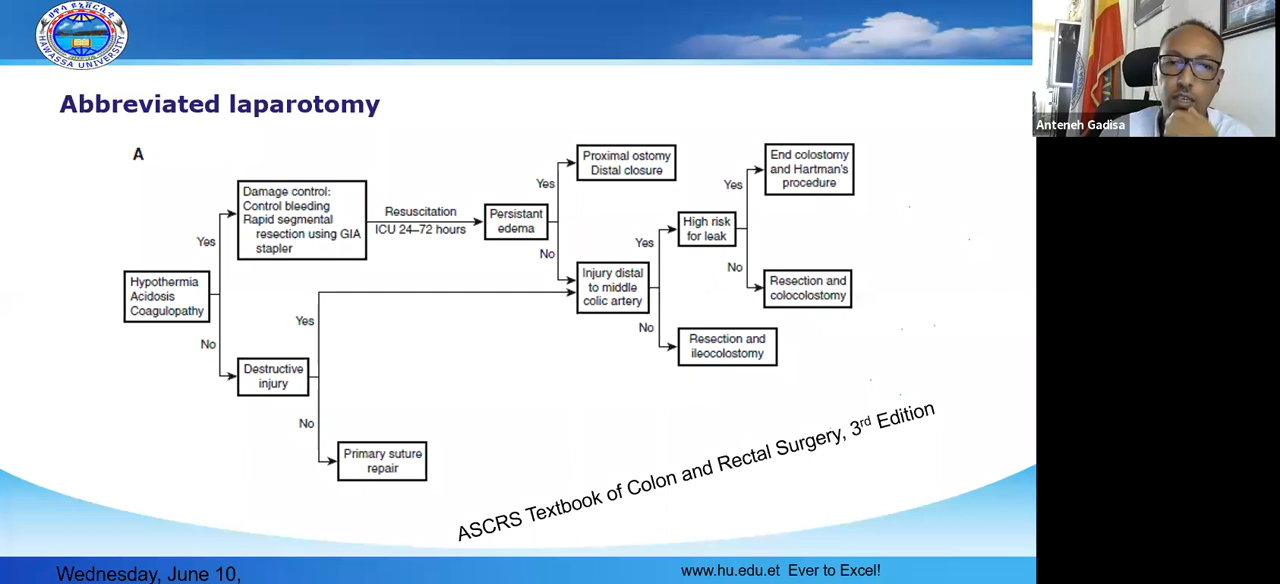 ሀዋሳ ዩኒቨርሲቲ
HAWASSA UNIVERSITY
Anteneh Gadisa
Abbreviated laparotomy
A
Hypothermia
Acidosis
Coagulopathy
Yes
No
Damage control:
Control bleeding
Rapid segmental
resection using GIA
stapler
Resuscitation
ICU 24–72 hours
Persistant
edema
Yes
No
Proximal ostomy
Distal closure
Injury distal
to middle
colic artery
Yes
No
High risk
for leak
Yes
No
End colostomy
and Hartman's
procedure
Resection and
colocolostomy
Resection and
ileocolostomy
Destructive
injury
Yes
No
Primary suture
repair
ASCRS Textbook of Colon and Rectal Surgery, 3rd Edition
Wednesday, June 10,
www.hu.edu.et Ever to Excel!